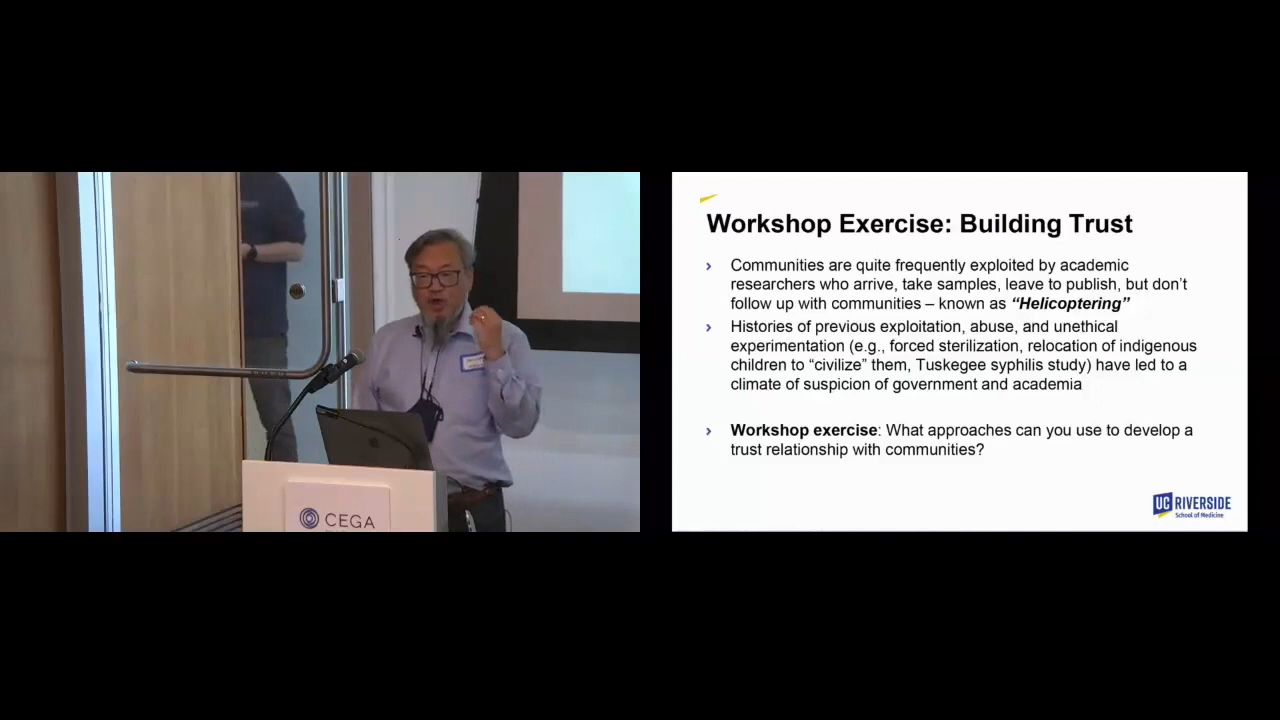 CEGA
Workshop Exercise: Building Trust
› Communities are quite frequently exploited by academic
researchers who arrive, take samples, leave to publish, but don’t
follow up with communities – known as “Helicoptering”
› Histories of previous exploitation, abuse, and unethical
experimentation (e.g., forced sterilization, relocation of indigenous
children to “civilize” them, Tuskegee syphilis study) have led to a
climate of suspicion of government and academia
› Workshop exercise: What approaches can you use to develop a
trust relationship with communities?
UC RIVERSIDE
School of Medicine